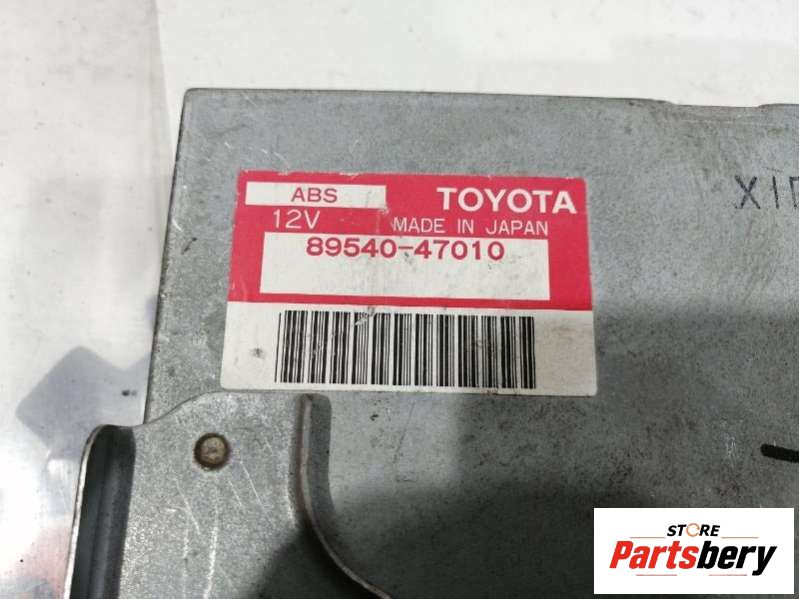 ABS
TOYOTA
12V
MADE IN JAPAN
89540-47010
STORE
Partsbery